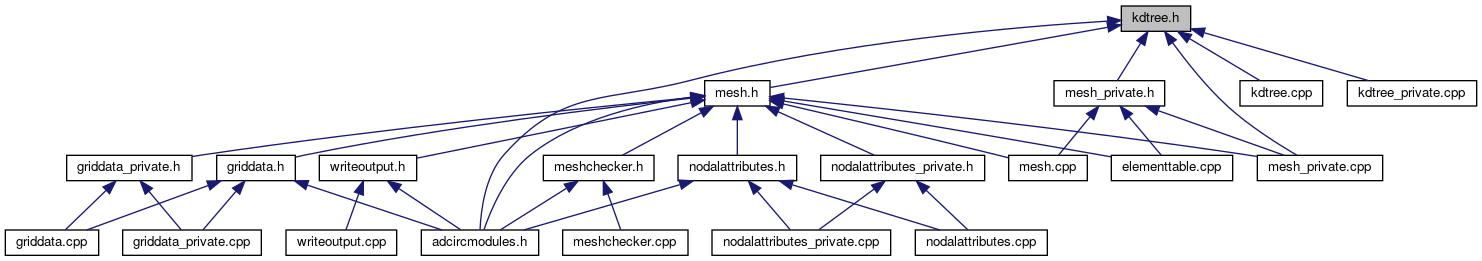 kdtree.h
mesh.h
mesh_private.h
kdtree.cpp
kdtree_private.cpp
griddata_private.h
griddata.h
writeoutput.h
meshchecker.h
nodalattributes.h
nodalattributes_private.h
mesh.cpp
elementtable.cpp
mesh_private.cpp
griddata.cpp
griddata_private.cpp
writeoutput.cpp
adcircmodules.h
meshchecker.cpp
nodalattributes_private.cpp
nodalattributes.cpp